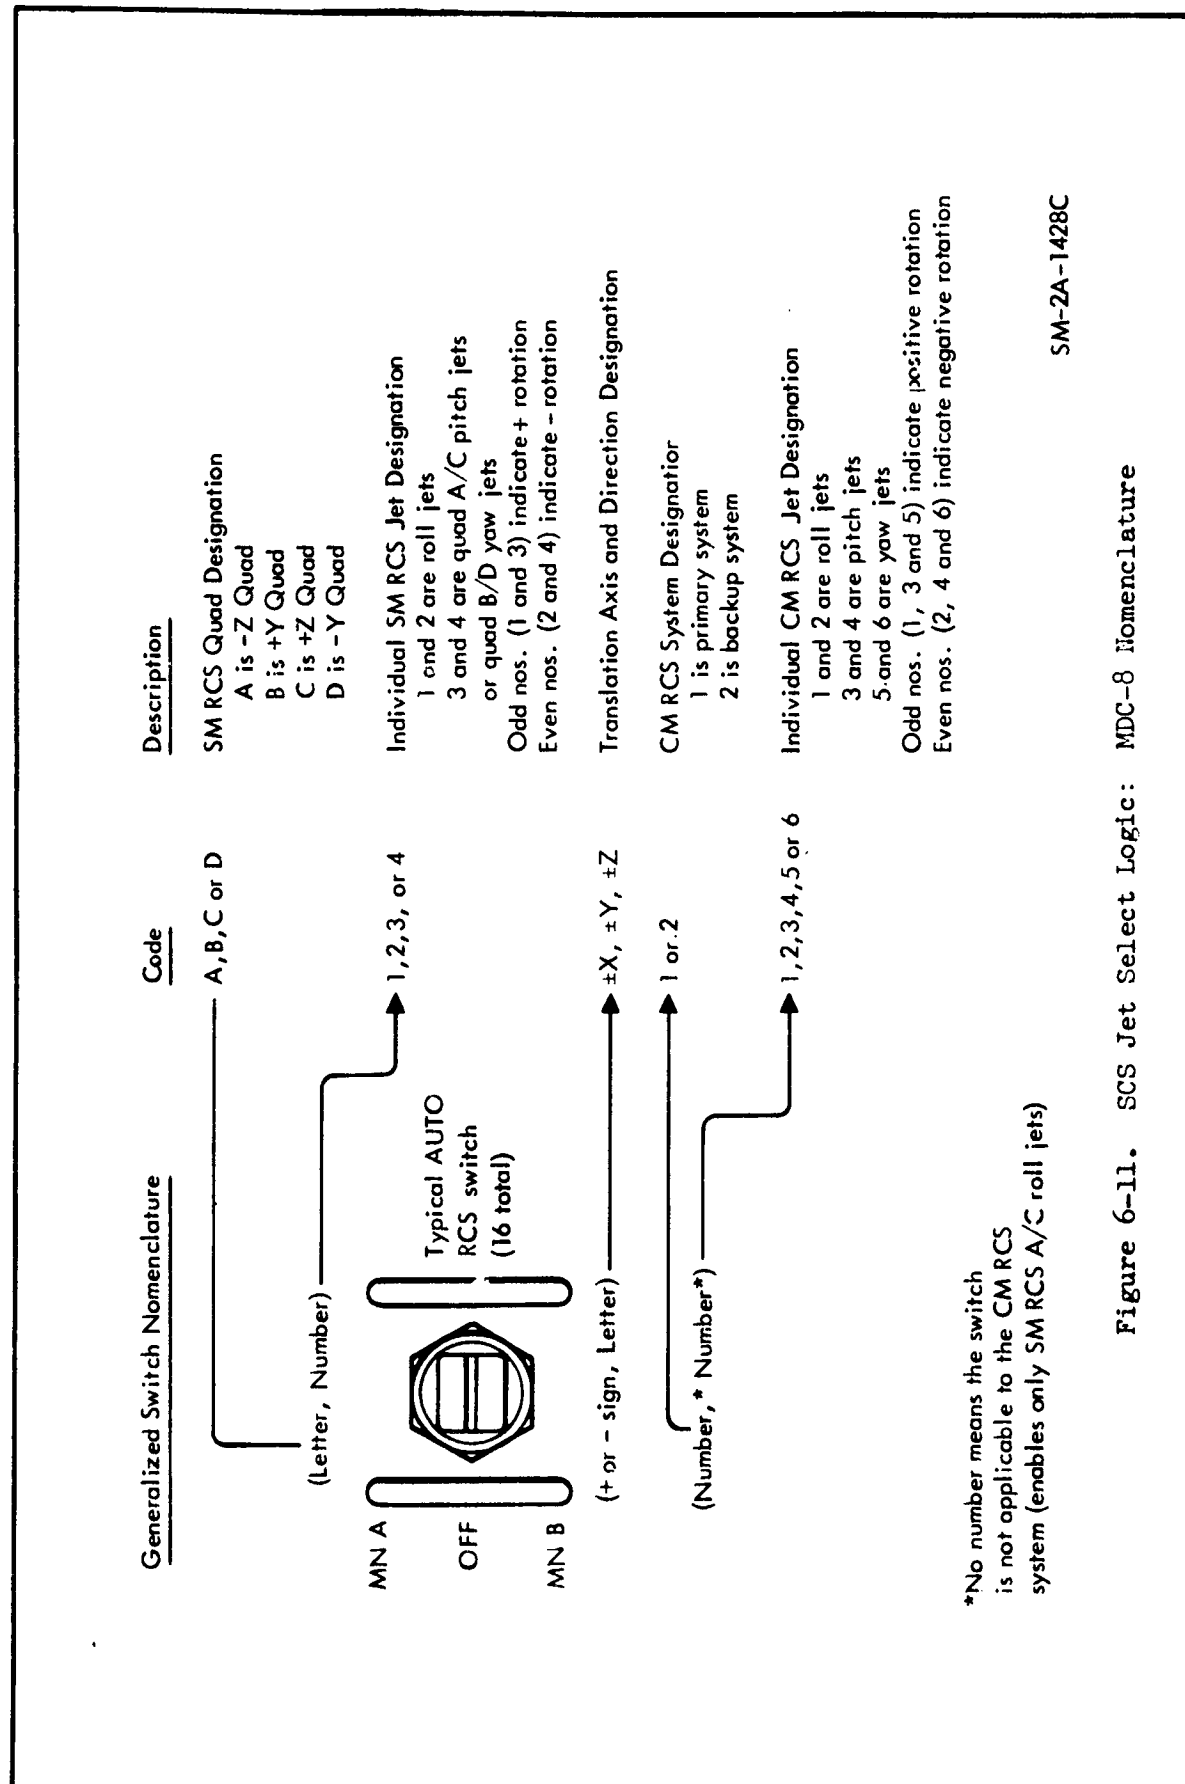 Generalized Switch Nomenclature
Code
Description
(Letter, Number)
A,B,C or D
SM RCS Quad Designation
A is -Z Quad
B is +Y Quad
C is +Z Quad
D is -Y Quad
1,2,3, or 4
Individual SM RCS Jet Designation
1 and 2 are roll jets
3 and 4 are quad A/C pitch jets
or quad B/D yaw jets
Odd nos. (1 and 3) indicate + rotation
Even nos. (2 and 4) indicate - rotation
MN A
OFF
MN B
Typical AUTO
RCS switch
(16 total)
(+ or - sign, Letter)
±X, ±Y, ±Z
Translation Axis and Direction Designation
(Number,* Number*)
1 or 2
CM RCS System Designatior
1 is primary system
2 is backup system
1,2,3,4,5 or 6
Individual CM RCS Jet Designation
1 and 2 are roll jets
3 and 4 are pitch jets
5 and 6 are yaw jets
Odd nos. (1, 3 and 5) indicate positive rotation
Even nos. (2, 4 and 6) indicate negative rotation
*No number means the switch
is not applicable to the CM RCS
system (enables only SM RCS A/C roll jets)
SM-2A-1428C
Figure 6-11. SCS Jet Select Logic: MDC-8 Nomenclature